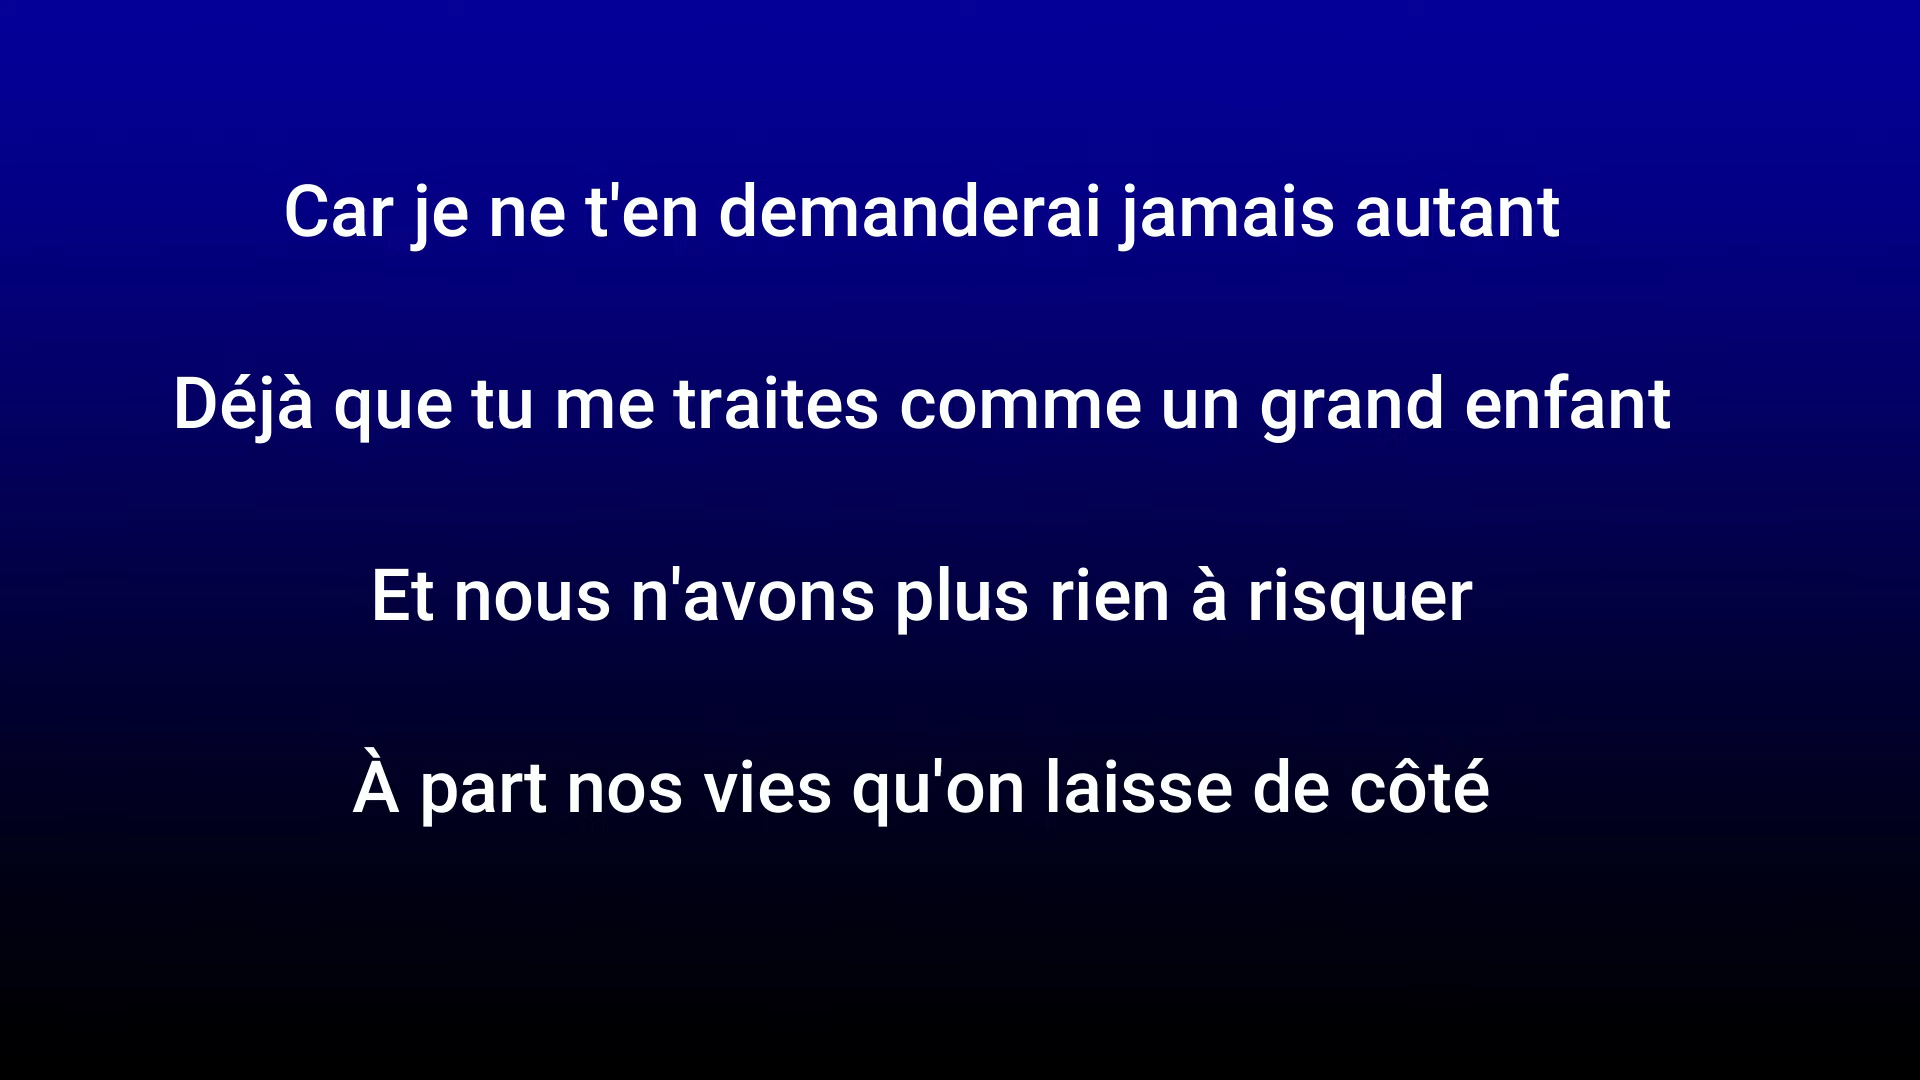 Car je ne t'en demanderai jamais autant
Déjà que tu me traites comme un grand enfant
Et nous n'avons plus rien à risquer
À part nos vies qu'on laisse de côté